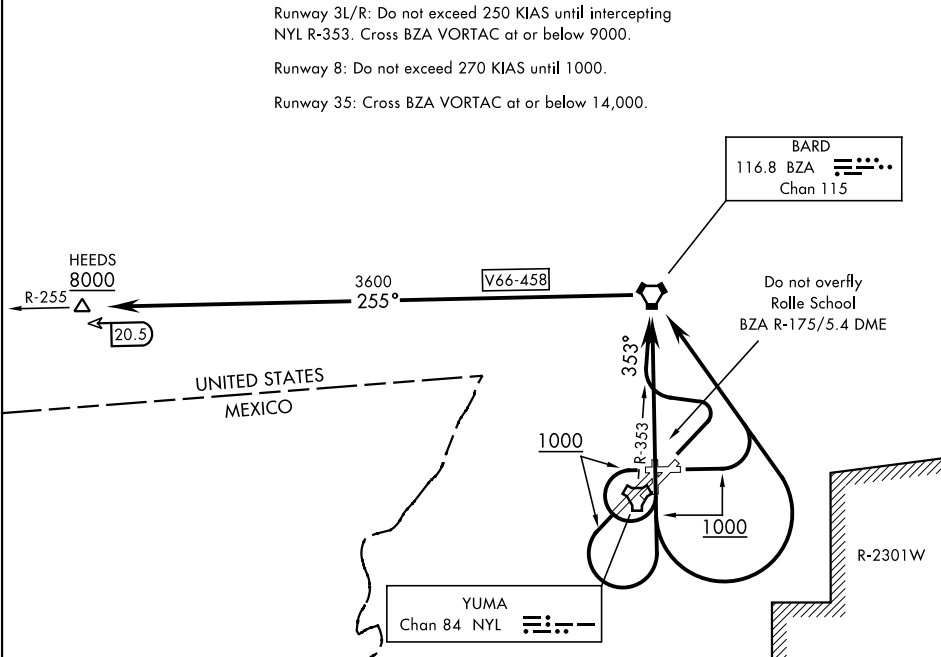 Runway 3L/R: Do not exceed 250 KIAS until intercepting
NYL R-353. Cross BZA VORTAC at or below 9000.
Runway 8: Do not exceed 270 KIAS until 1000.
Runway 35: Cross BZA VORTAC at or below 14,000.
BARD
116.8 BZA
Chan 115
HEEDS
8000
R-255
20.5
3600
255°
V66-458
Do not overfly
Rolle School
BZA R-175/5.4 DME
353°
R-353
UNITED STATES
MEXICO
1000
1000
R-2301W
YUMA
Chan 84 NYL